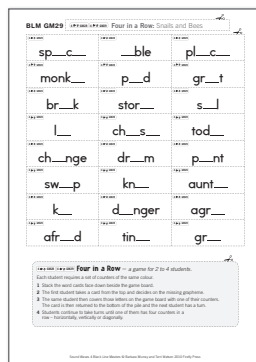 BLM GM29 Four in a Row: Snails and Bees
sp__c__ __ble pl__c__
monk__ p__d gr__t
br__k stor__ s__l
l__ ch__s__ tod__
ch__nge dr__m p__nt
sw__p kn__ aunt__
k__ d__nger agr__
afr__d tin__ gr__
Four in a Row – a game for 2 to 4 students.
Each student requires a set of counters of the same colour.
1 Stack the word cards face down beside the game board.
2 The first student takes a card from the top and decides on the missing grapheme.
3 The same student then covers those letters on the game board with one of their counters.
The card is then returned to the bottom of the pile and the next student has a turn.
4 Students continue to take turns until one of them has four counters in a
row – horizontally, vertically or diagonally.